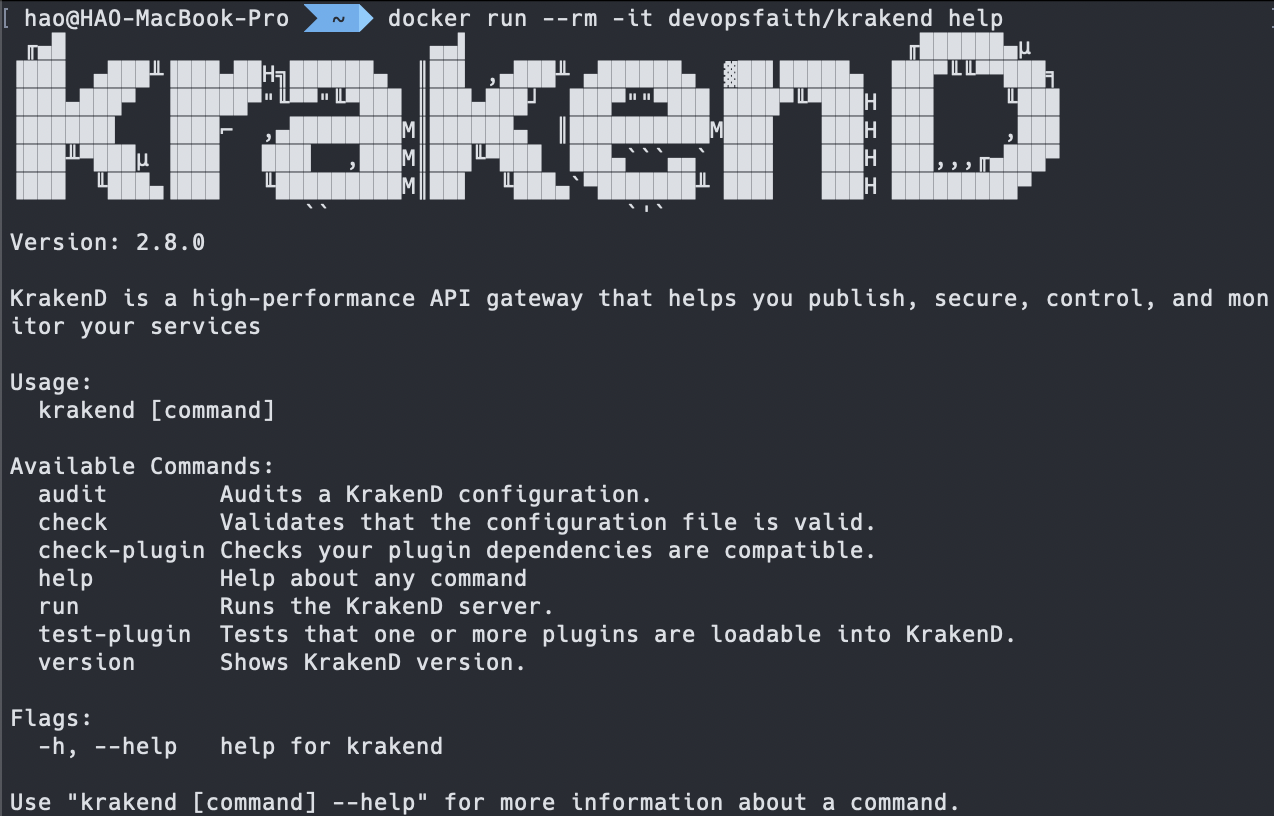 [ hao@HAO-MacBook-Pro ~ docker run --rm -it devopsfaith/krakend help
krakenD
Version: 2.8.0
KrakenD is a high-performance API gateway that helps you publish, secure, control, and mon
itor your services
Usage:
  krakend [command]
Available Commands:
  audit        Audits a KrakenD configuration.
  check        Validates that the configuration file is valid.
  check-plugin Checks your plugin dependencies are compatible.
  help         Help about any command
  run          Runs the KrakenD server.
  test-plugin  Tests that one or more plugins are loadable into KrakenD.
  version      Shows KrakenD version.
Flags:
  -h, --help   help for krakend
Use "krakend [command] --help" for more information about a command.